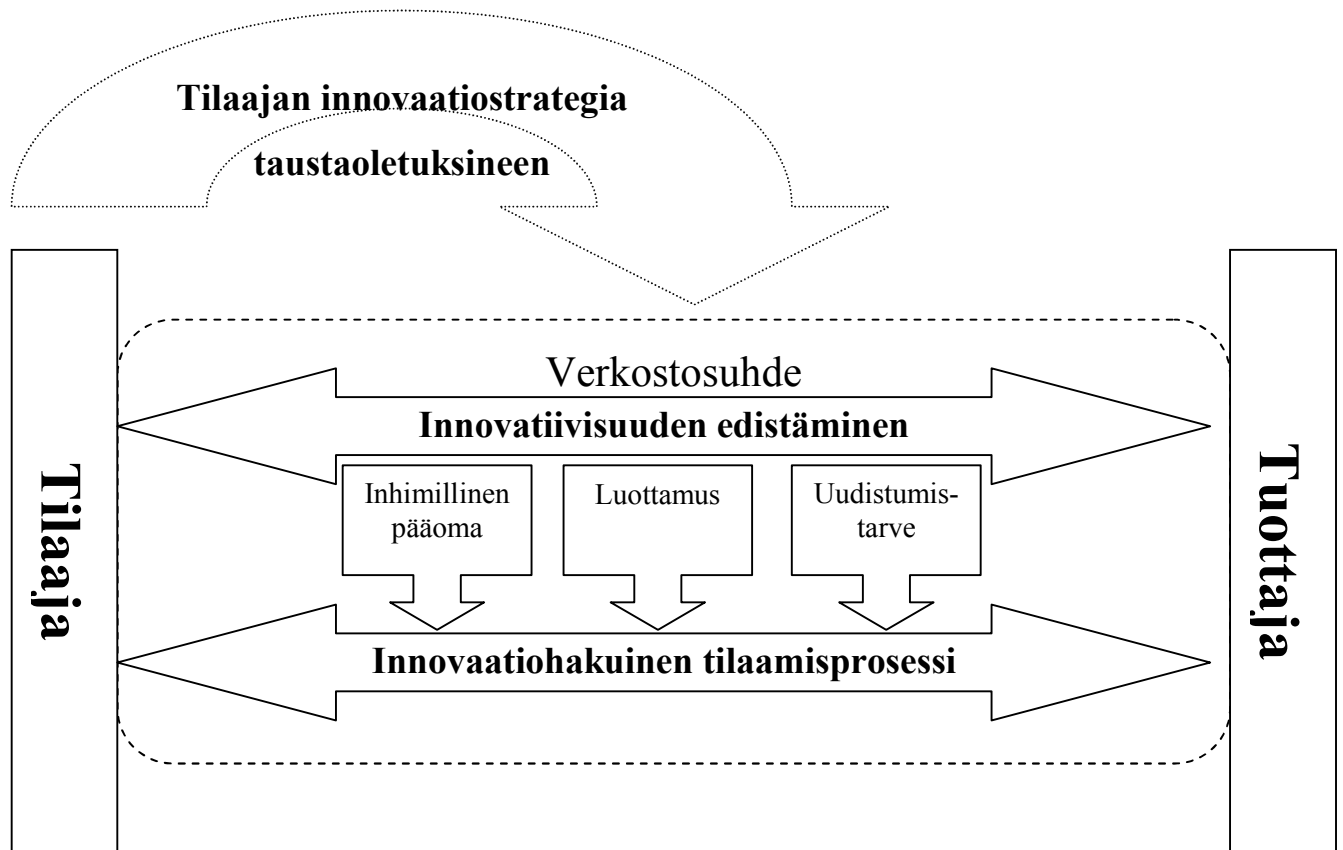 Tilaajan innovaatiostrategia
taustaoletuksineen
Tilaaja
Verkostosuhde
Innovatiivisuuden edistäminen
Inhimillinen
pääoma
Luottamus
Uudistumis-
tarve
Innovaatiohakuinen tilaamisprosessi
Tuottaja